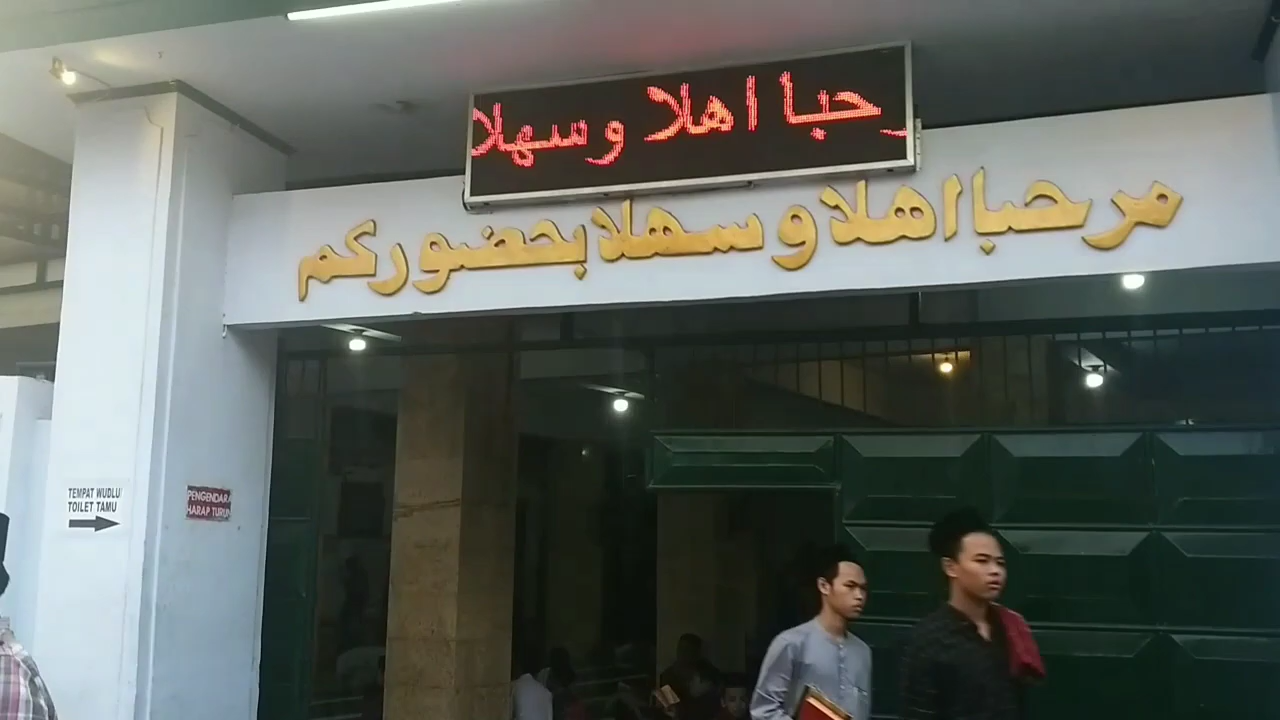 حبا اهلا وسهلا
مرحبا اهلا وسهلا بحضوركم
TEMPAT WUDLU
TOILET TAMU
PENGENDARA
HARAP TURUN